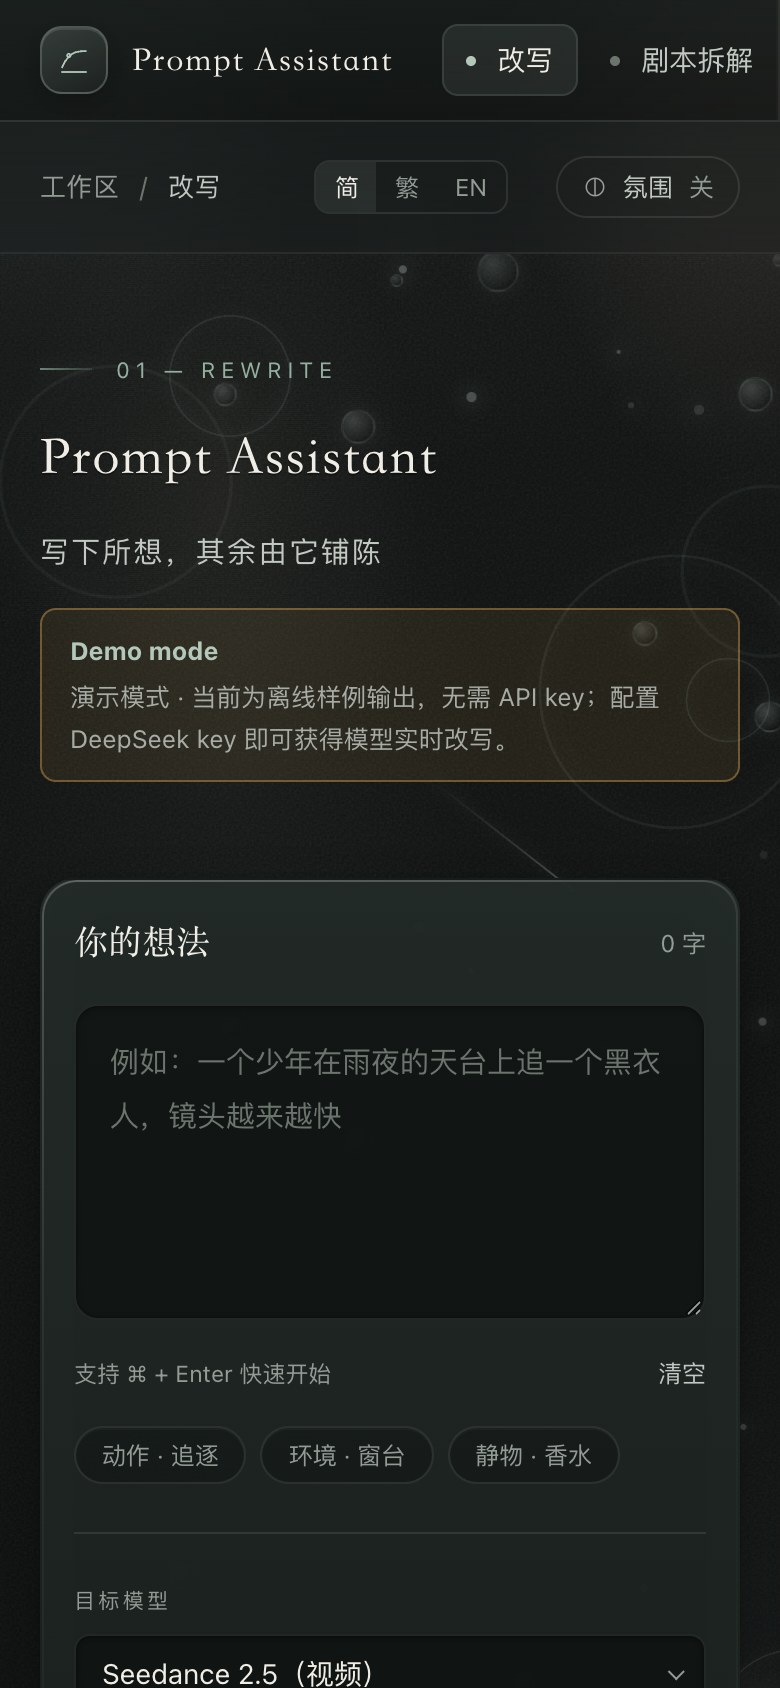 Prompt Assistant 改写 剧本拆解
工作区 / 改写 简 繁 EN 氛围 关
01 — REWRITE
Prompt Assistant
写下所想，其余由它铺陈
Demo mode
演示模式 · 当前为离线样例输出，无需 API key；配置
DeepSeek key 即可获得模型实时改写。
你的想法 0 字
例如：一个少年在雨夜的天台上追一个黑衣
人，镜头越来越快
支持 ⌘ + Enter 快速开始 清空
动作 · 追逐 环境 · 窗台 静物 · 香水
目标模型
Seedance 2.5（视频）